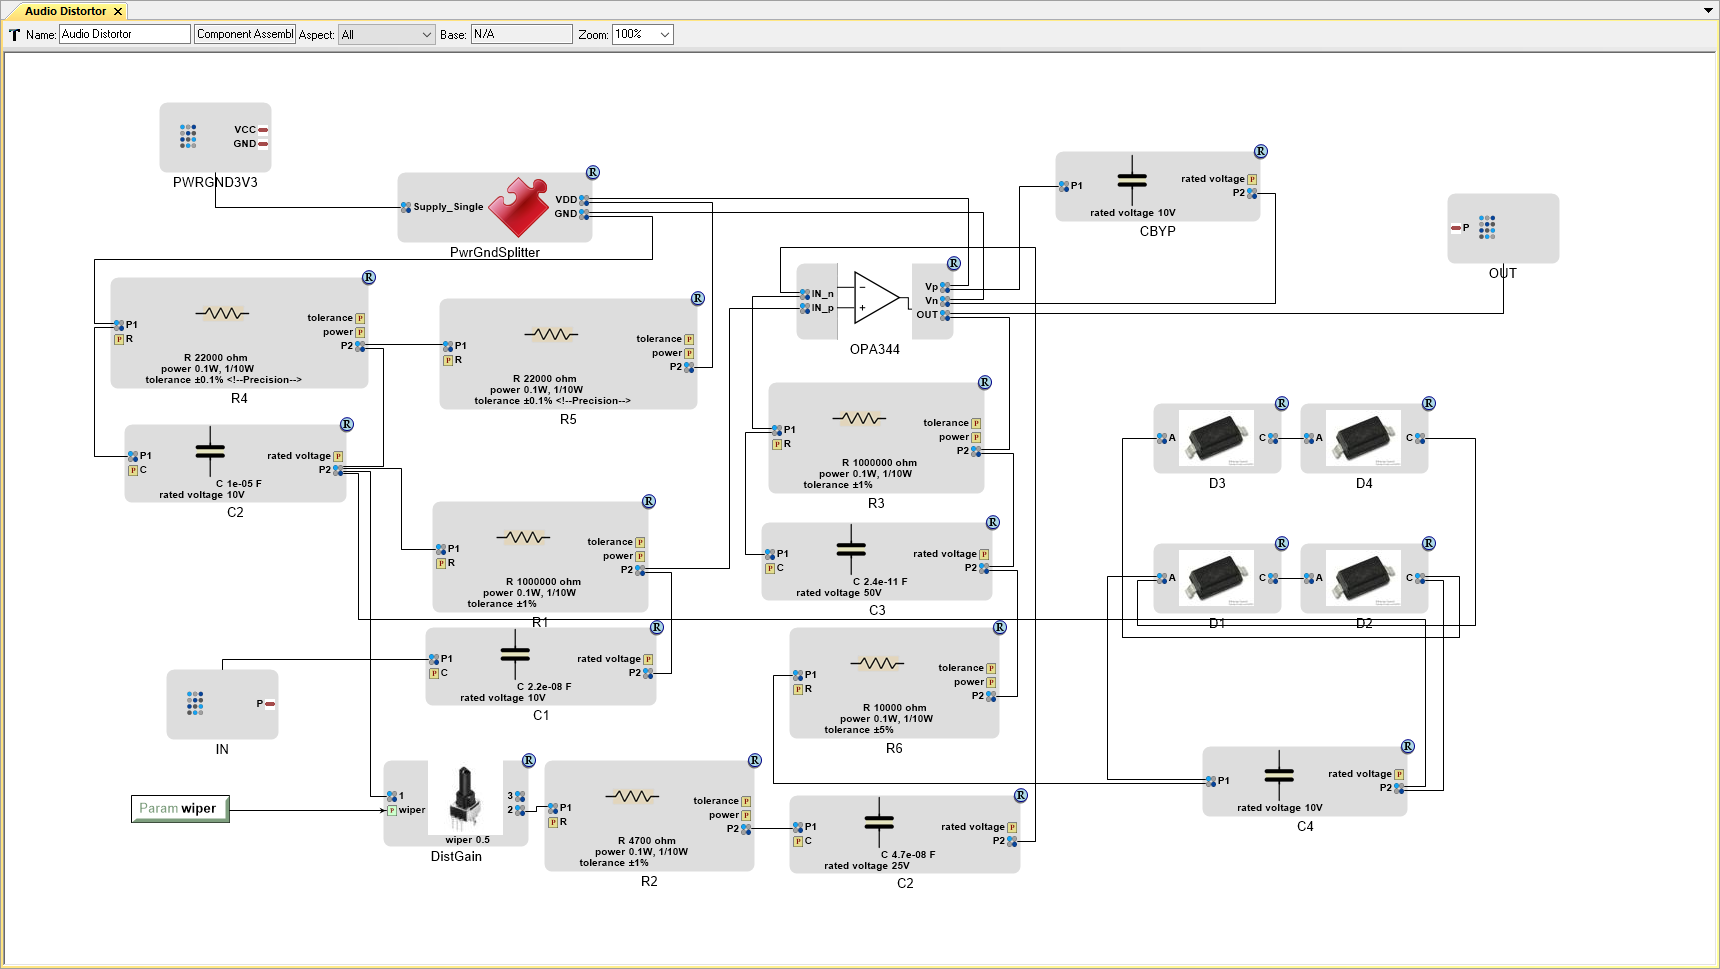 Audio Distortor
Name: Audio Distortor Component Assembl Aspect: All Base: N/A Zoom: 100%
VCC
GND
PWRGND3V3
R
Supply_Single
VDD
GND
PwrGndSplitter
R
P1
rated voltage P
P2
rated voltage 10V
CBYP
P
OUT
R
P1
P R
tolerance P
power P
P2
R 22000 ohm
power 0.1W, 1/10W
tolerance ±0.1% <!--Precision-->
R4
R
P1
P R
tolerance P
power P
P2
R 22000 ohm
power 0.1W, 1/10W
tolerance ±0.1% <!--Precision-->
R5
R
IN_n
IN_p
Vp
Vn
OUT
OPA344
R
P1
P C
rated voltage P
P2
C 1e-05 F
rated voltage 10V
C2
R
P1
P R
tolerance P
power P
P2
R 1000000 ohm
power 0.1W, 1/10W
tolerance ±1%
R3
R
A
C
D3
R
A
C
D4
R
P1
P R
tolerance P
power P
P2
R 1000000 ohm
power 0.1W, 1/10W
tolerance ±1%
R1
R
P1
P C
rated voltage P
P2
C 2.4e-11 F
rated voltage 50V
C3
R
A
C
D1
R
A
C
D2
R
P1
P C
rated voltage P
P2
C 2.2e-08 F
rated voltage 10V
C1
R
P1
P R
tolerance P
power P
P2
R 10000 ohm
power 0.1W, 1/10W
tolerance ±5%
R6
P
IN
Param wiper
R
1
P wiper
3
2
wiper 0.5
DistGain
R
P1
P R
tolerance P
power P
P2
R 4700 ohm
power 0.1W, 1/10W
tolerance ±1%
R2
R
P1
P C
rated voltage P
P2
C 4.7e-08 F
rated voltage 25V
C2
R
P1
rated voltage P
P2
rated voltage 10V
C4